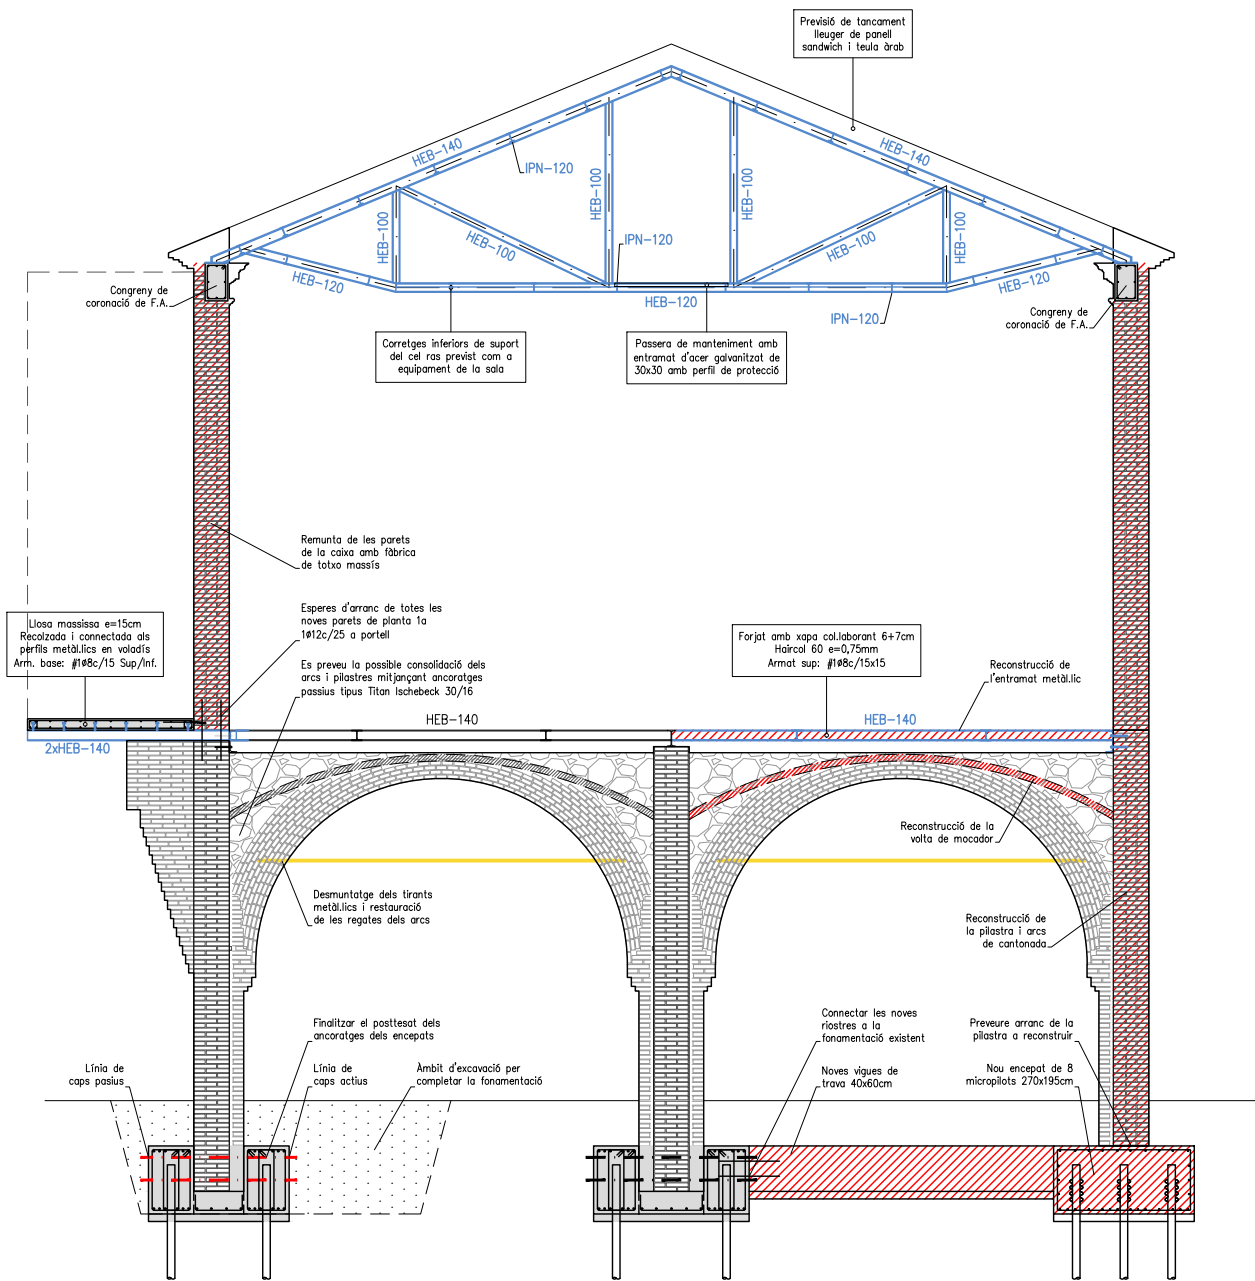 Previsió de tancament
lleuger de panell
sandwich i teula àrab
HEB-140
HEB-140
IPN-120
HEB-100
HEB-100
HEB-100
HEB-100
HEB-100
HEB-100
IPN-120
HEB-120
HEB-120
HEB-120
IPN-120
Congreny de
coronació de F.A.
Congreny de
coronació de F.A.
Corretges inferiors de suport
del cel ras previst com a
equipament de la sala
Passera de manteniment amb
entramat d'acer galvanitzat de
30x30 amb perfil de protecció
Remunta de les parets
de la caixa amb fàbrica
de totxo massís
Esperes d'arranc de totes les
noves parets de planta 1a
1ø12c/25 a portell
Es preveu la possible consolidació dels
arcs i pilastres mitjançant ancoratges
passius tipus Titan Ischebeck 30/16
Llosa massissa e=15cm
Recolzada i connectada als
perfils metàl.lics en voladís
Arm. base: #1ø8c/15 Sup/Inf.
Forjat amb xapa col.laborant 6+7cm
Haircol 60 e=0,75mm
Armat sup: #1ø8c/15x15
Reconstrucció de
l'entramat metàl.lic
2xHEB-140
HEB-140
HEB-140
Reconstrucció de la
volta de mocador
Desmuntatge dels tirants
metàl.lics i restauració
de les regates dels arcs
Reconstrucció de
la pilastra i arcs
de cantonada
Finalitzar el posttesat dels
ancoratges dels encepats
Línia de
caps pasius
Línia de
caps actius
Àmbit d'excavació per
completar la fonamentació
Connectar les noves
riostres a la
fonamentació existent
Noves vigues de
trava 40x60cm
Preveure arranc de la
pilastra a reconstruir
Nou encepat de 8
micropilots 270x195cm